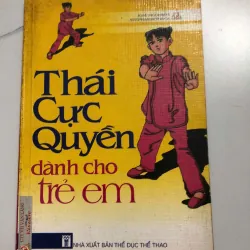 Thái
Cực
Quyền
dành cho
trẻ em
NHÀ XUẤT BẢN THỂ DỤC THỂ THAO